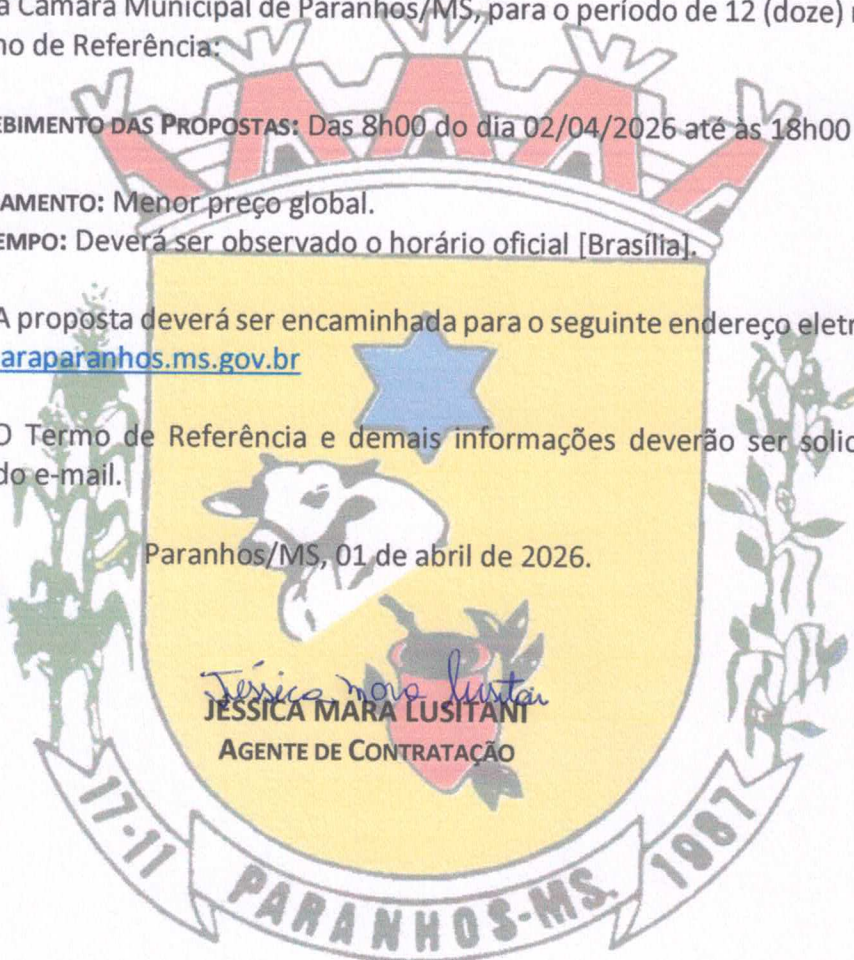 a Câmara Municipal de Paranhos/MS, para o período de 12 (doze)
no de Referência:
EBIMENTO DAS PROPOSTAS: Das 8h00 do dia 02/04/2026 até às 18h00
AMENTO: Menor preço global.
EMPO: Deverá ser observado o horário oficial [Brasília].
A proposta deverá ser encaminhada para o seguinte endereço eletr
araparanhos.ms.gov.br
O Termo de Referência e demais informações deverão ser solic
do e-mail.
Paranhos/MS, 01 de abril de 2026.
Jéssica Mara Lusitani
JÉSSICA MARA LUSITANI
AGENTE DE CONTRATAÇÃO
17-11 PARANHOS-MS. 1987